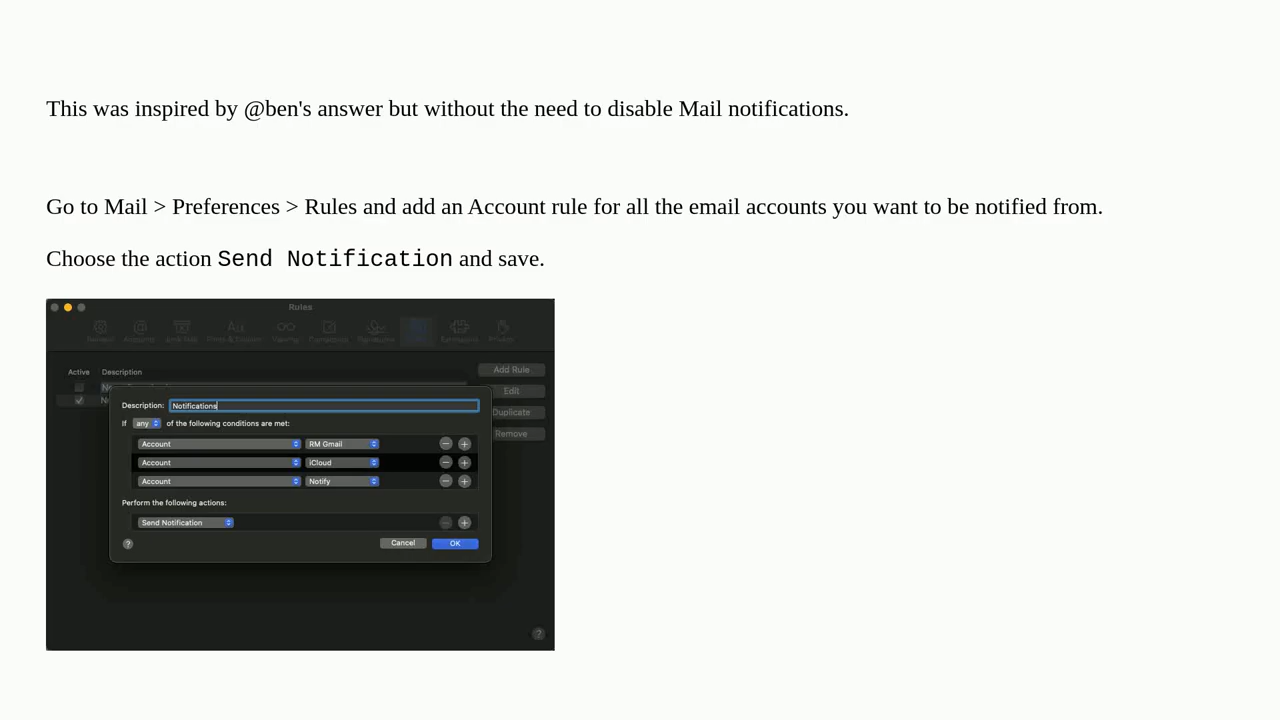 This was inspired by @ben's answer but without the need to disable Mail notifications.
Go to Mail > Preferences > Rules and add an Account rule for all the email accounts you want to be notified from.
Choose the action Send Notification and save.
Rules
Active Description
Add Rule
Edit
Duplicate
Remove
Description: Notifications
If any of the following conditions are met:
Account RM Gmail
Account iCloud
Account Notify
Perform the following actions:
Send Notification
? Cancel OK
?